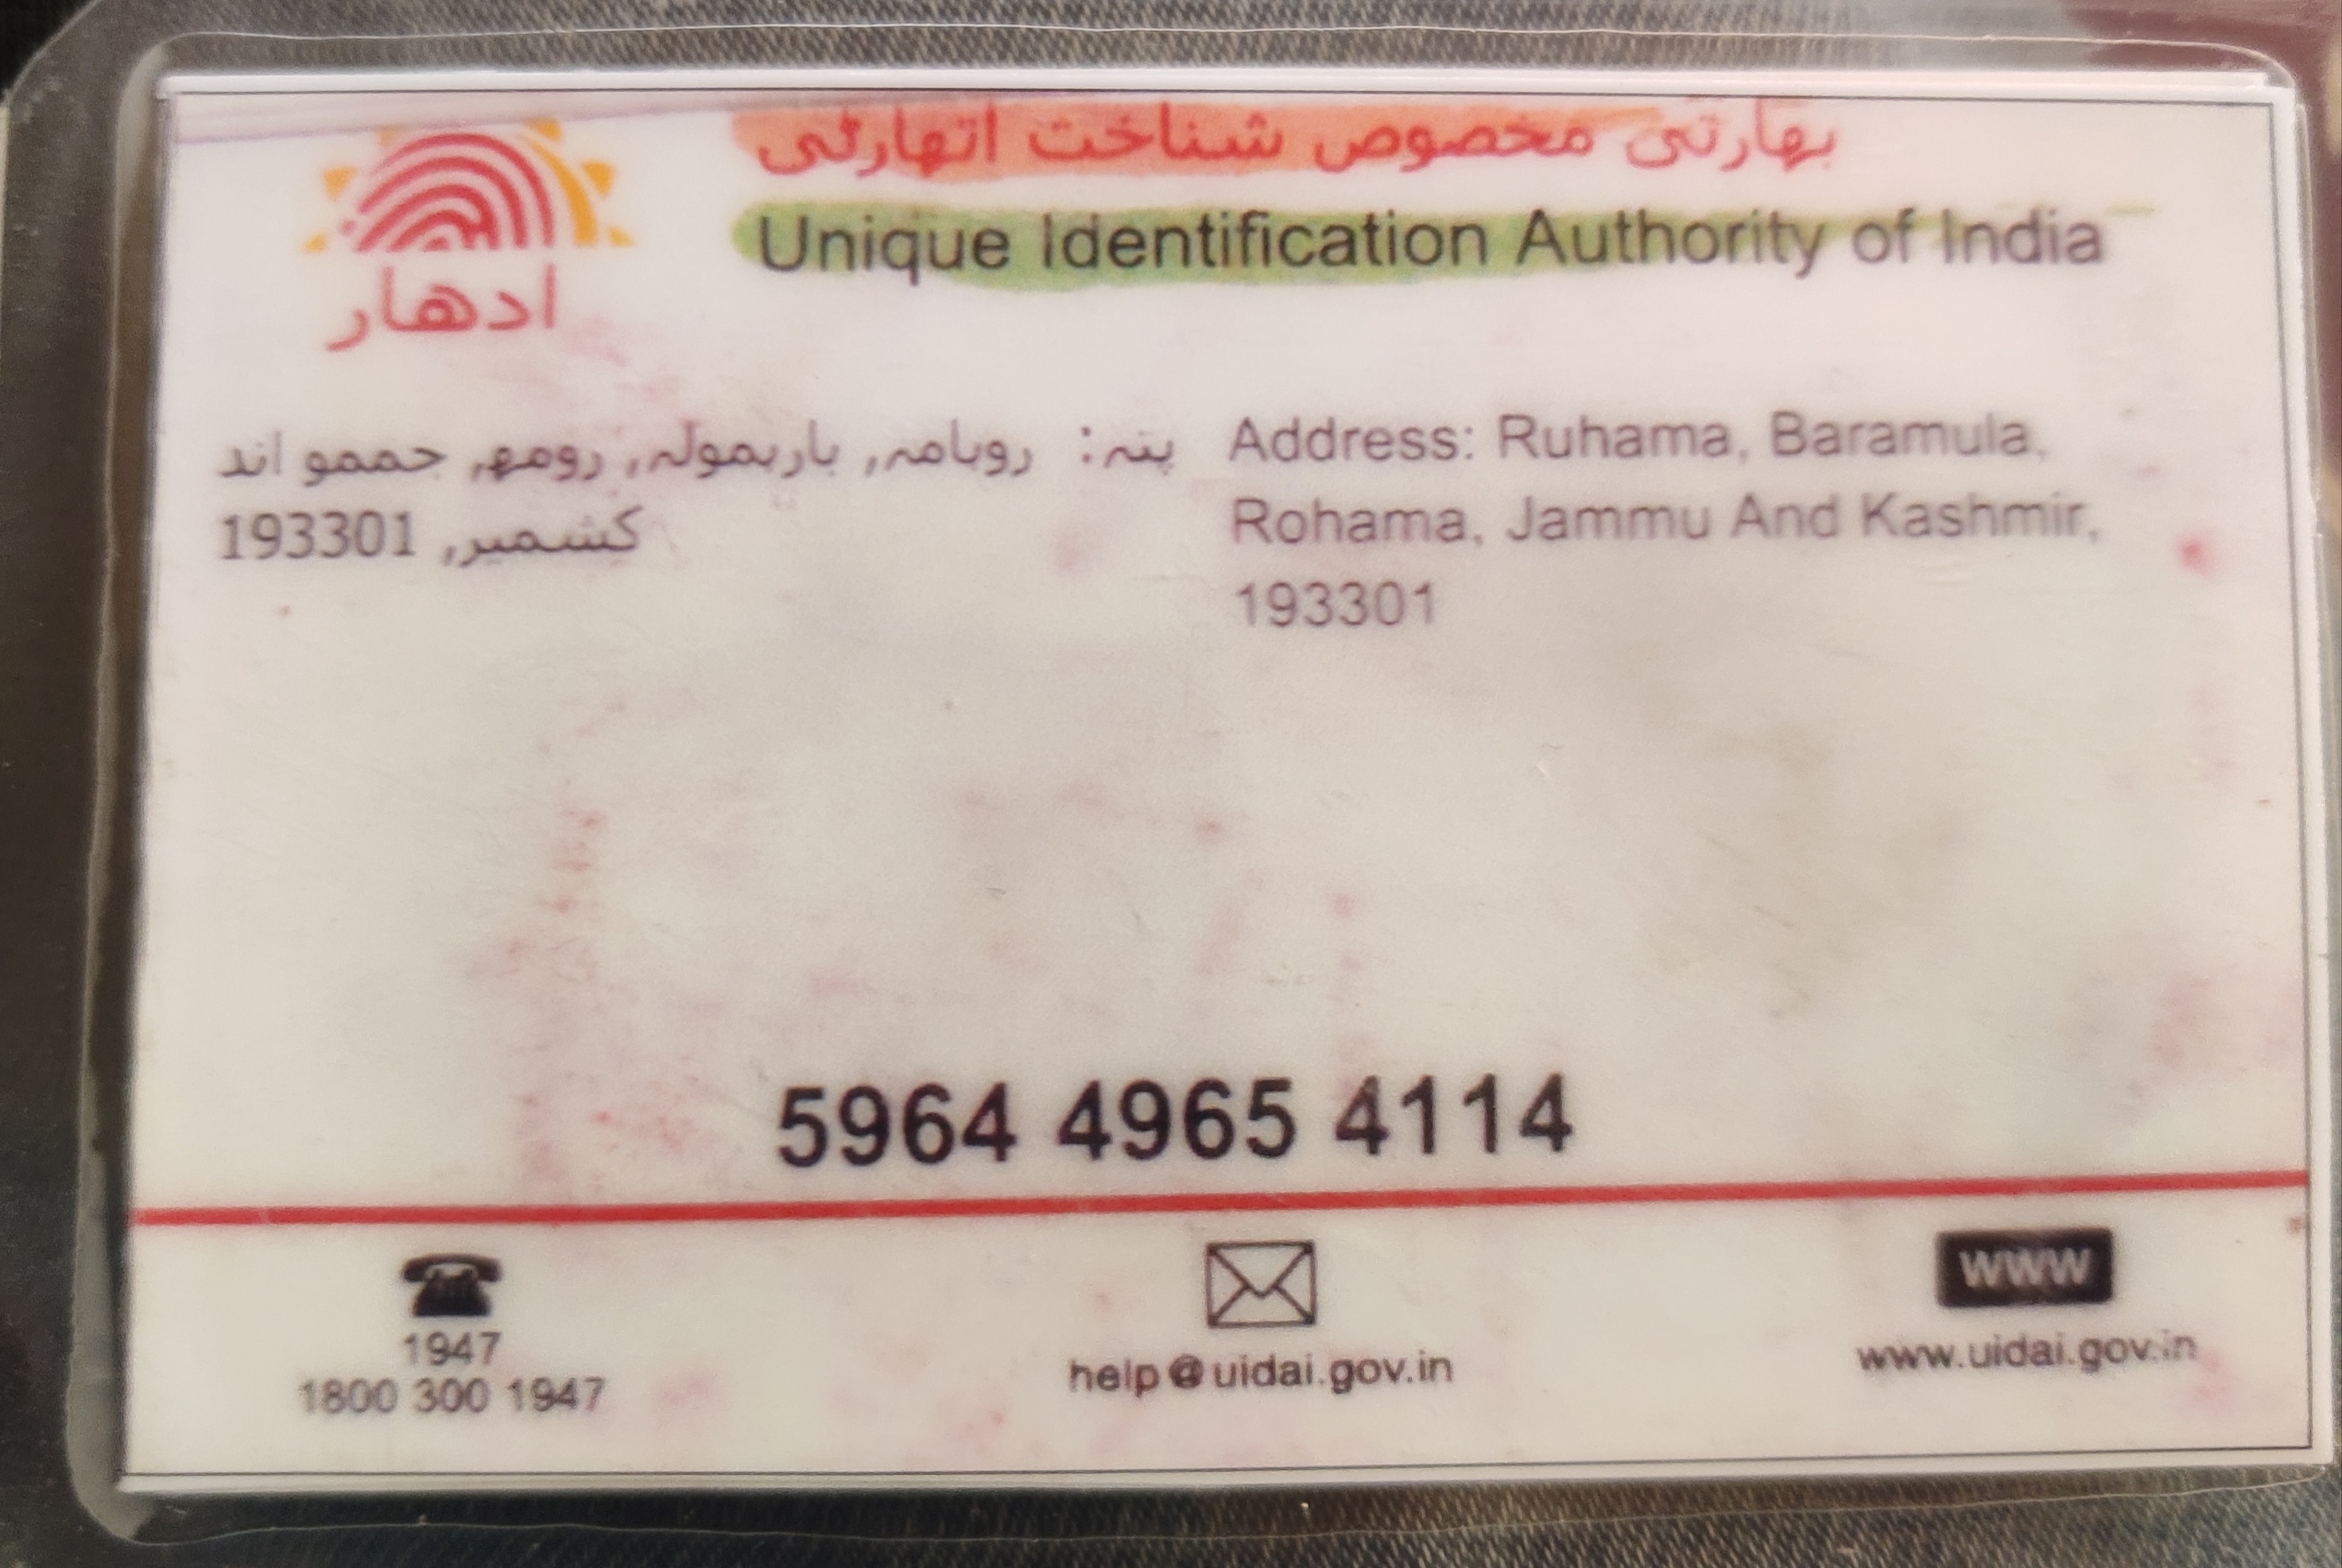 بھارتی مخصوص شناخت اتھارٹی
Unique Identification Authority of India
ادھار
پتہ: روہامہ, بارہمولہ, روممہ, جممو اند
کشمیر, 193301
Address: Ruhama, Baramula,
Rohama, Jammu And Kashmir,
193301
5964 4965 4114
1947
1800 300 1947
help@uidai.gov.in
www
www.uidai.gov.in